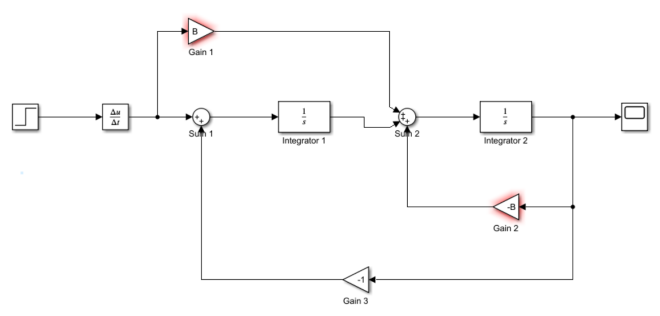 B
Gain 1
Δu
Δt
+
+
Sum 1
1
s
Integrator 1
+
+
+
Sum 2
1
s
Integrator 2
-B
Gain 2
-1
Gain 3